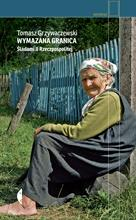 Tomasz Grzywaczewski
WYMAZANA GRANICA
Śladami II Rzeczpospolitej